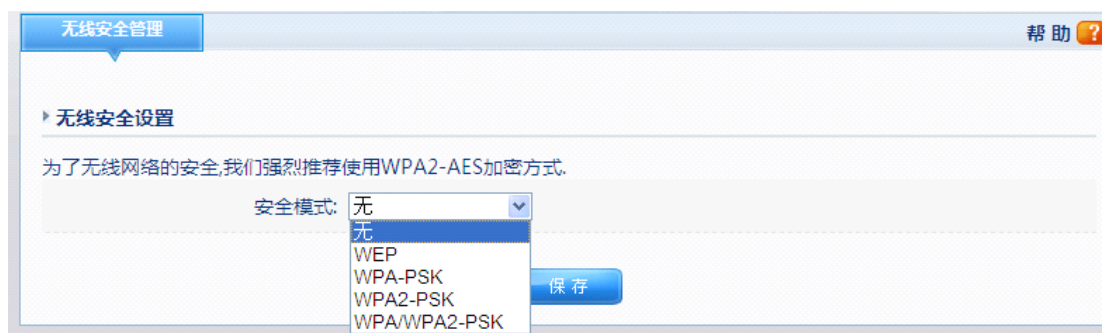 无线安全管理
帮助 ?
无线安全设置
为了无线网络的安全,我们强烈推荐使用WPA2-AES加密方式.
安全模式: 无
无
WEP
WPA-PSK
WPA2-PSK
WPA/WPA2-PSK
保存